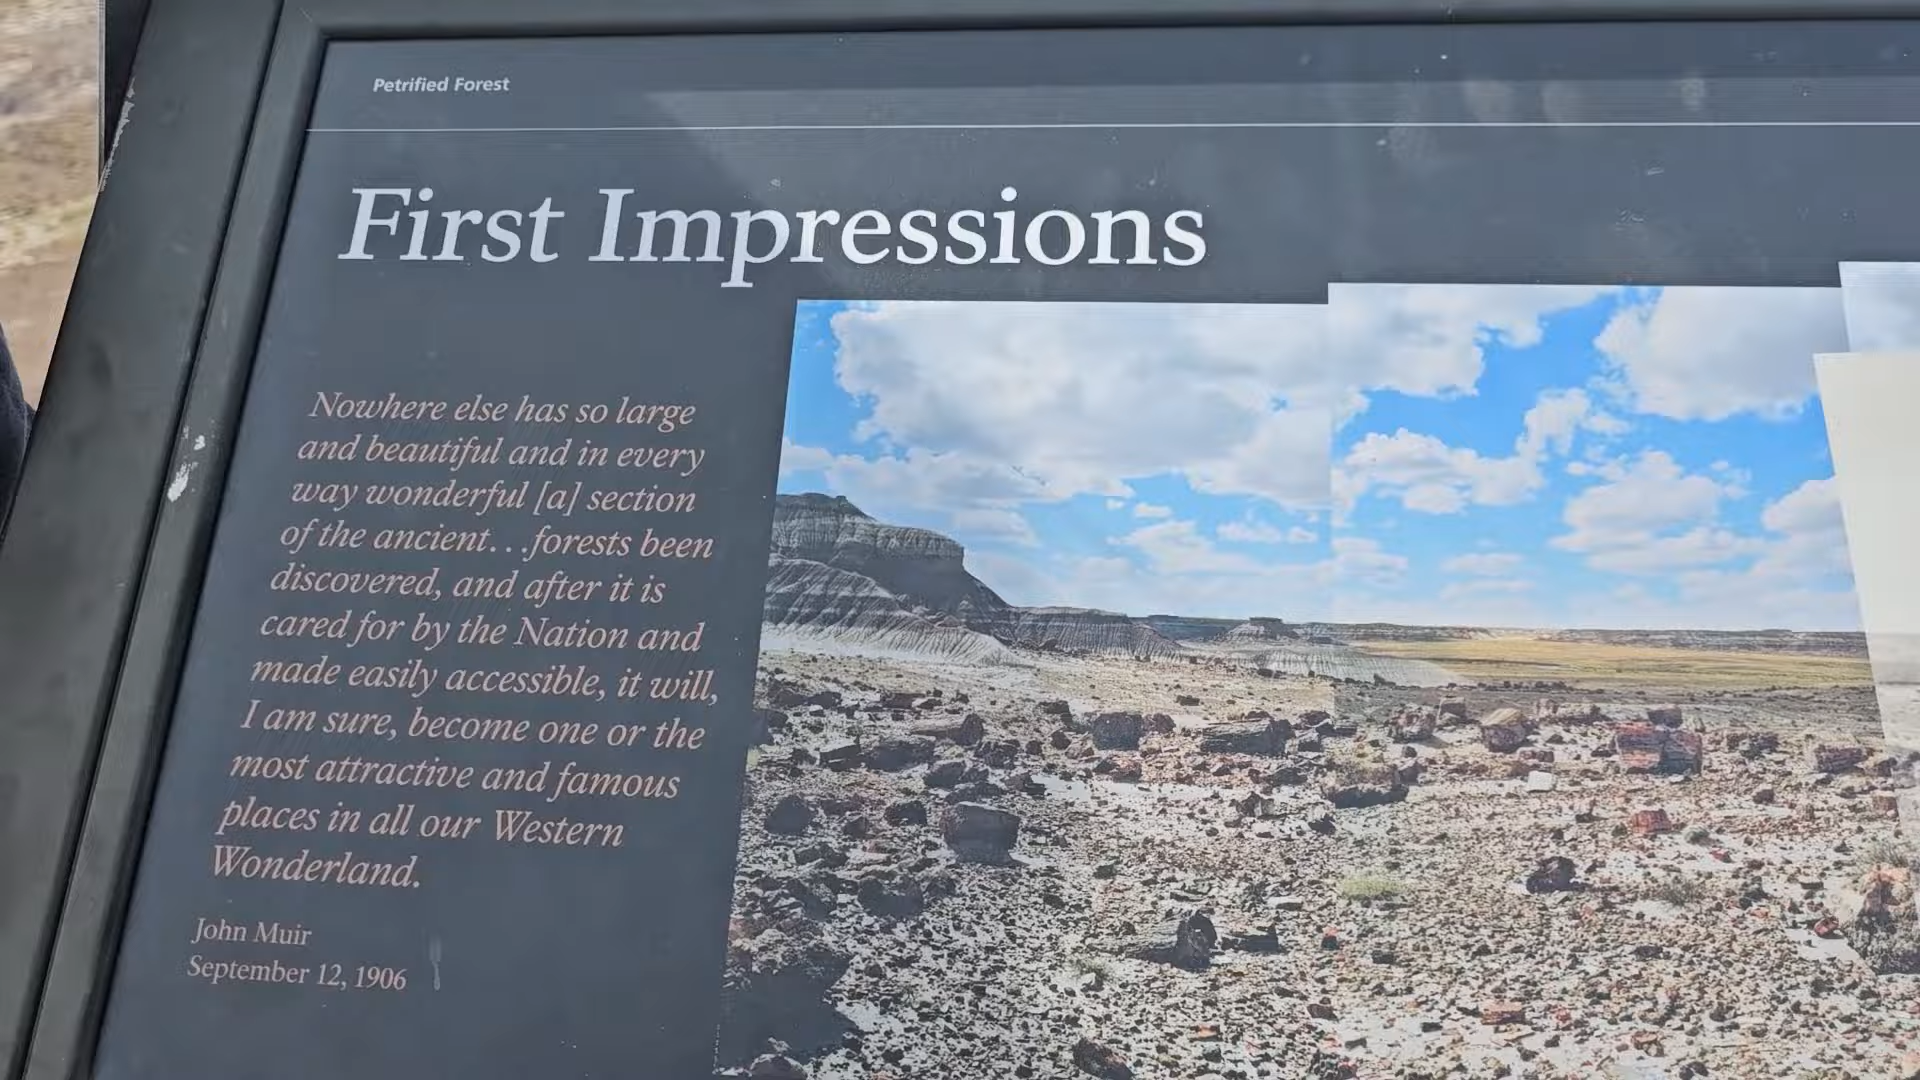 Petrified Forest
First Impressions
Nowhere else has so large
and beautiful and in every
way wonderful [a] section
of the ancient...forests been
discovered, and after it is
cared for by the Nation and
made easily accessible, it will,
I am sure, become one or the
most attractive and famous
places in all our Western
Wonderland.
John Muir
September 12, 1906